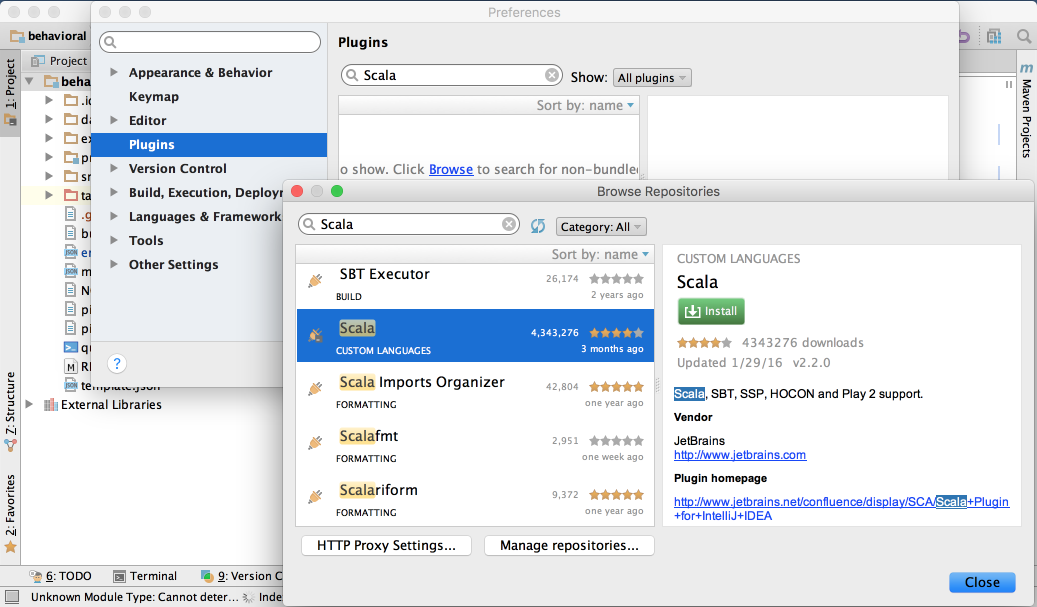 Preferences
behavioral
Project
1: Project
beha
.id
da
ex
pr
sr
ta
.g
bu
en
m
NO
pi
pi
qu
RE
template.json
External Libraries
7: Structure
2: Favorites
Maven Projects
Appearance & Behavior
Keymap
Editor
Plugins
Version Control
Build, Execution, Deployn
Languages & Framework
Tools
Other Settings
?
Plugins
Scala
Show: All plugins
Sort by: name
o show. Click Browse to search for non-bundle
Browse Repositories
Scala
Category: All
Sort by: name
SBT Executor 26,174
BUILD 2 years ago
Scala 4,343,276
CUSTOM LANGUAGES 3 months ago
Scala Imports Organizer 42,804
FORMATTING one year ago
Scalafmt 2,951
FORMATTING one week ago
Scalariform 9,372
FORMATTING one year ago
CUSTOM LANGUAGES
Scala
Install
4343276 downloads
Updated 1/29/16 v2.2.0
Scala, SBT, SSP, HOCON and Play 2 support.
Vendor
JetBrains
http://www.jetbrains.com
Plugin homepage
http://www.jetbrains.net/confluence/display/SCA/Scala+Plugin
+for+IntelliJ+IDEA
HTTP Proxy Settings...
Manage repositories...
Close
6: TODO
Terminal
9: Version C
Unknown Module Type: Cannot deter...
Inde